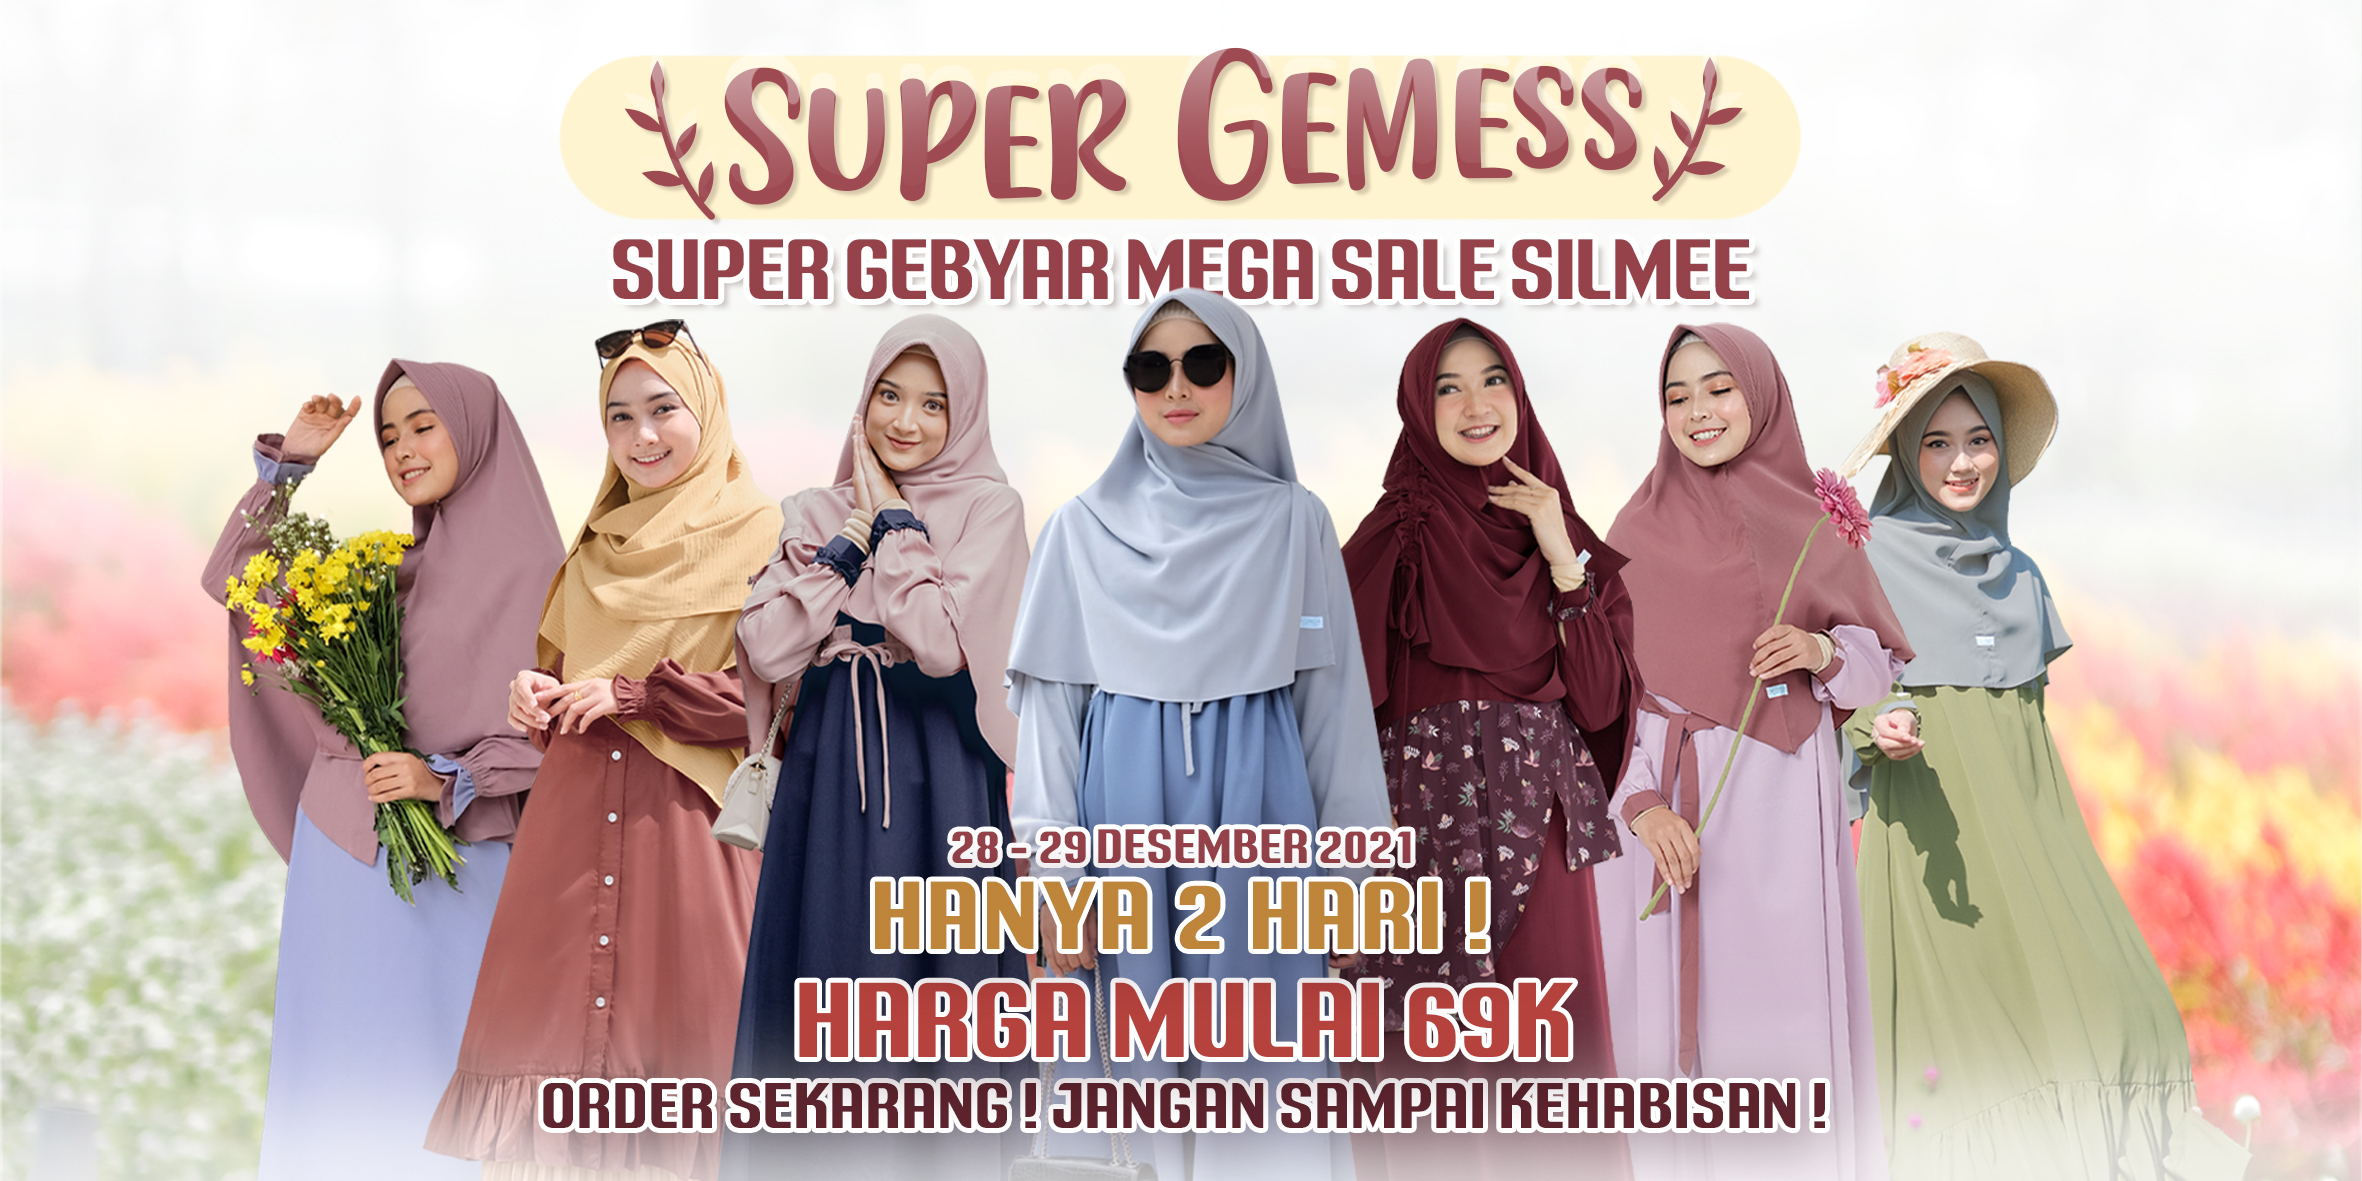 SUPER GEMESS
SUPER GEBYAR MEGA SALE SILMEE
28 - 29 DESEMBER 2021
HANYA 2 HARI !
HARGA MULAI 69K
ORDER SEKARANG ! JANGAN SAMPAI KEHABISAN !